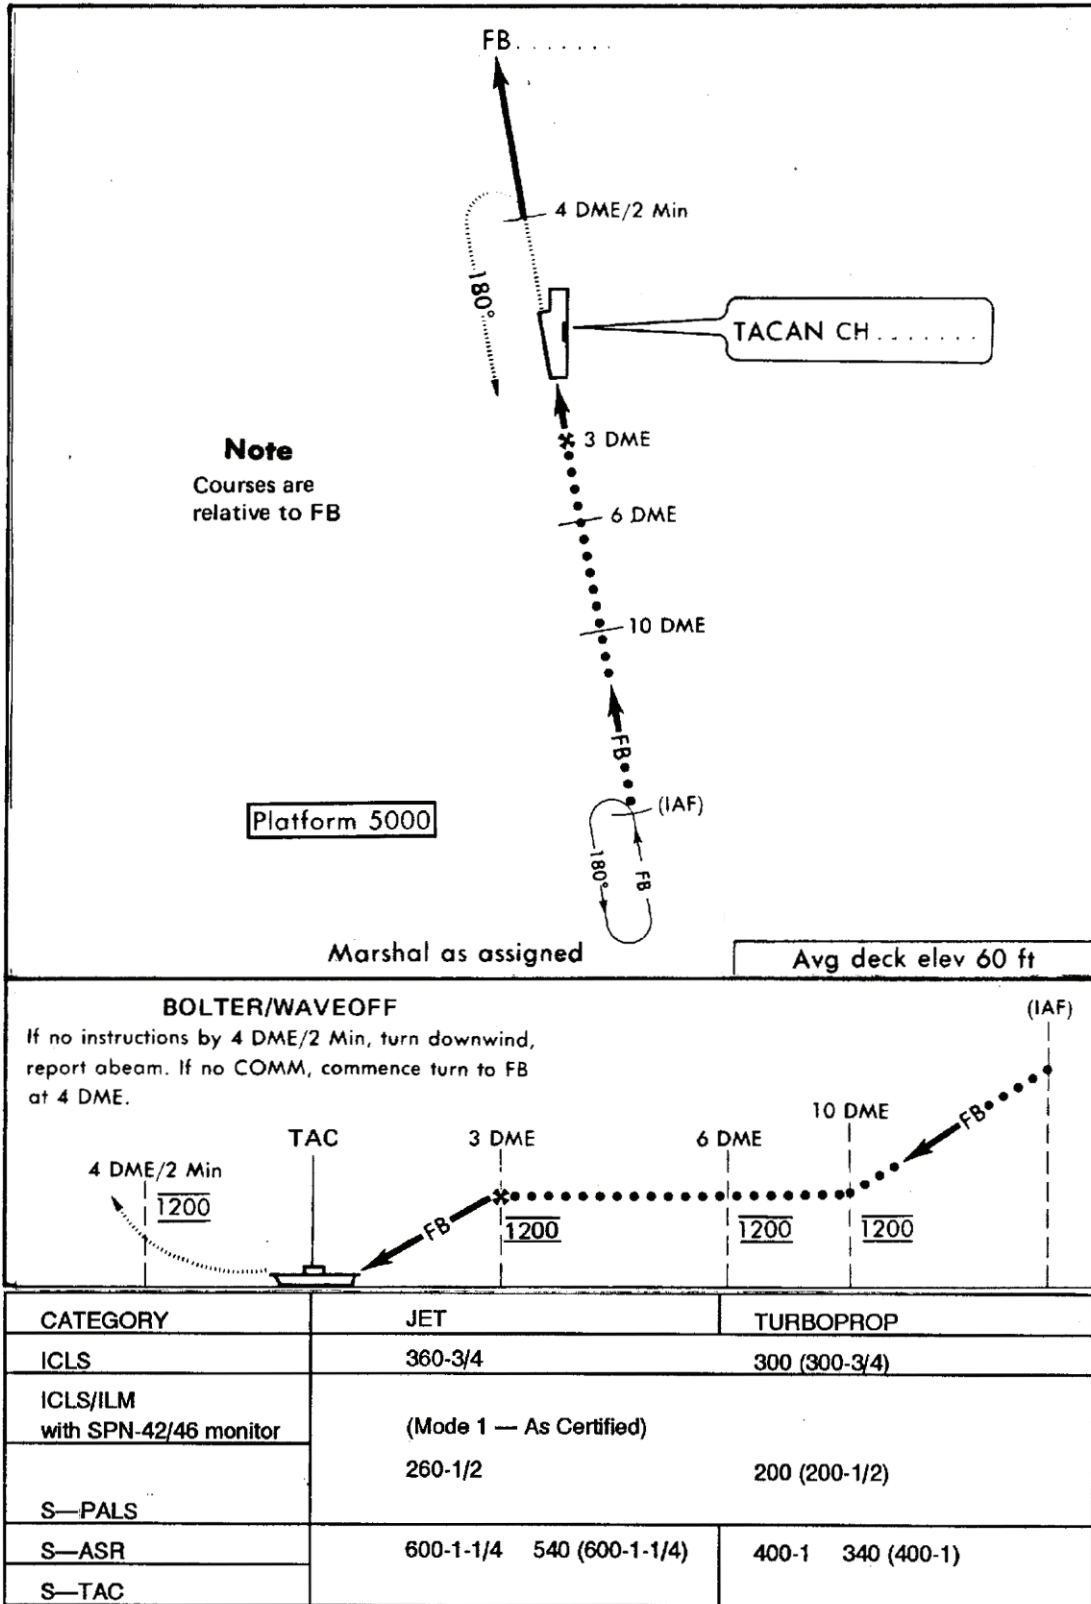 FB.......
4 DME/2 Min
180°
TACAN CH.......
3 DME
Note
Courses are
relative to FB
6 DME
10 DME
FB
(IAF)
Platform 5000
180°
FB
Marshal as assigned
Avg deck elev 60 ft
BOLTER/WAVEOFF
If no instructions by 4 DME/2 Min, turn downwind,
report abeam. If no COMM, commence turn to FB
at 4 DME.
(IAF)
10 DME
FB
TAC
3 DME
6 DME
4 DME/2 Min
1200
FB
1200
1200
1200
CATEGORY JET TURBOPROP
ICLS 360-3/4 300 (300-3/4)
ICLS/ILM
with SPN-42/46 monitor (Mode 1 — As Certified)
260-1/2 200 (200-1/2)
S—PALS
S—ASR 600-1-1/4 540 (600-1-1/4) 400-1 340 (400-1)
S—TAC